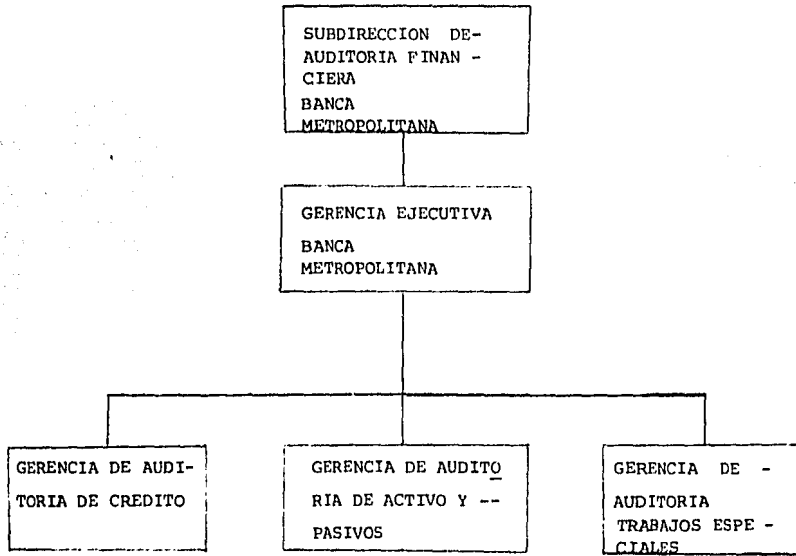 SUBDIRECCION DE-
AUDITORIA FINAN -
CIERA
BANCA
METROPOLITANA
GERENCIA EJECUTIVA
BANCA
METROPOLITANA
GERENCIA DE AUDI-
TORIA DE CREDITO
GERENCIA DE AUDITO
RIA DE ACTIVO Y --
PASIVOS
GERENCIA DE -
AUDITORIA
TRABAJOS ESPE -
CIALES